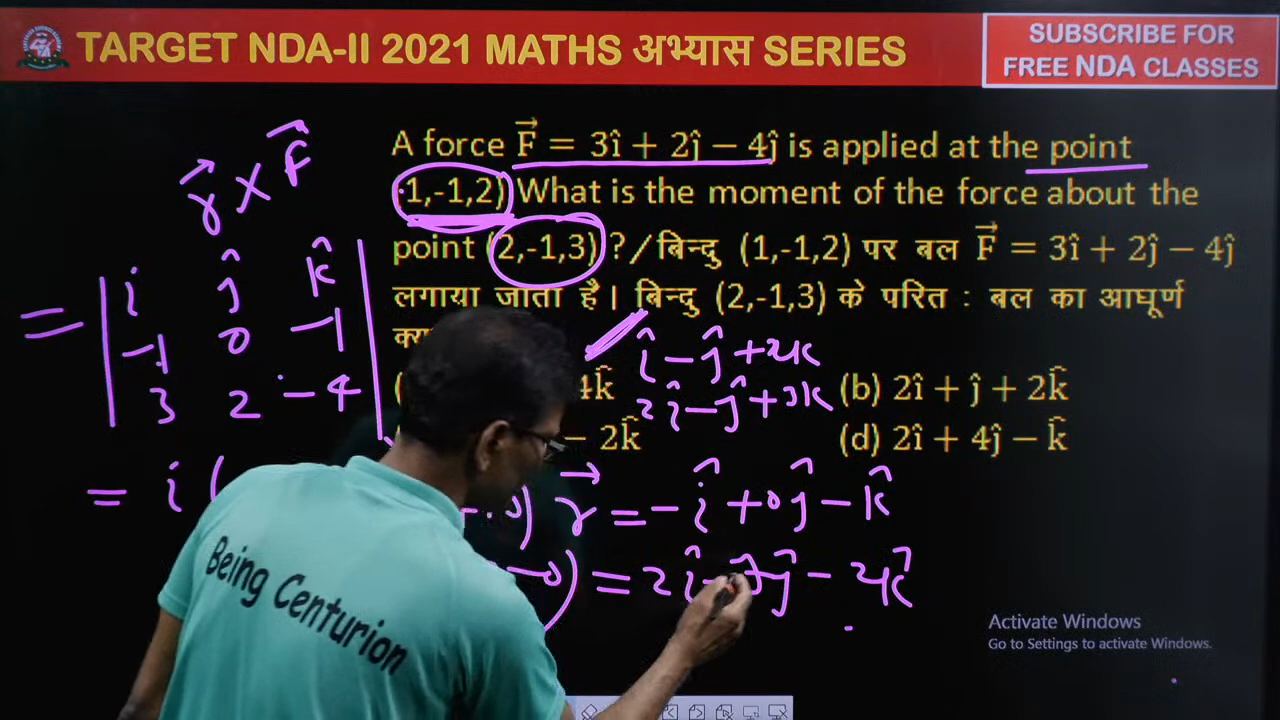 TARGET NDA-II 2021 MATHS अभ्यास SERIES
SUBSCRIBE FOR
FREE NDA CLASSES
A force F⃗ = 3î + 2ĵ − 4ĵ is applied at the point
1,-1,2) What is the moment of the force about the
point (2,-1,3) ? / बिन्दु (1,-1,2) पर बल F⃗ = 3î + 2ĵ − 4ĵ
लगाया जाता है। बिन्दु (2,-1,3) के परित : बल का आघूर्ण
4k̂
(b) 2î + ĵ + 2k̂
− 2k̂
(d) 2î + 4ĵ − k̂
r⃗ × F⃗
= | i ĵ k̂ |
-1 0 -1
3 2 -4
î − ĵ + 2k
2î − ĵ + 3k
= i (
r⃗ = −î + 0ĵ − k̂
−0) = 2î − 7ĵ − 2k̂
Being Centurion
Activate Windows
Go to Settings to activate Windows.